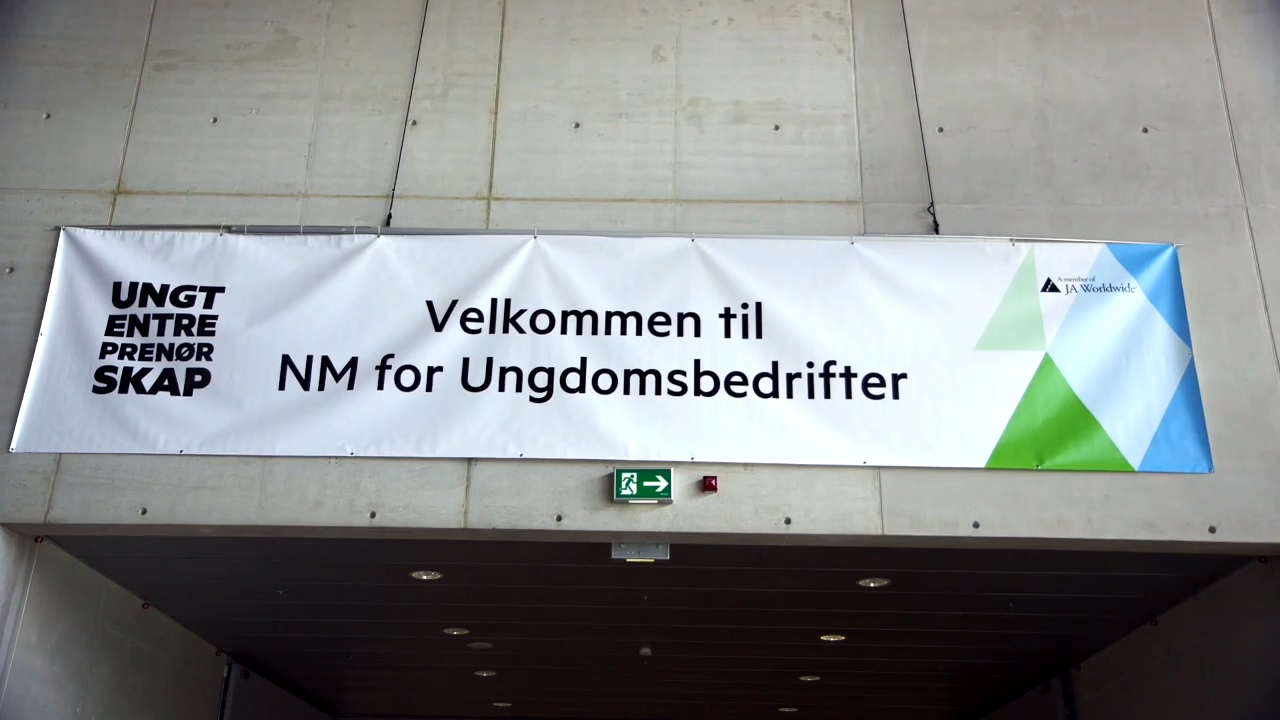 UNGT
ENTRE
PRENØR
SKAP
Velkommen til
NM for Ungdomsbedrifter
A member of
JA Worldwide